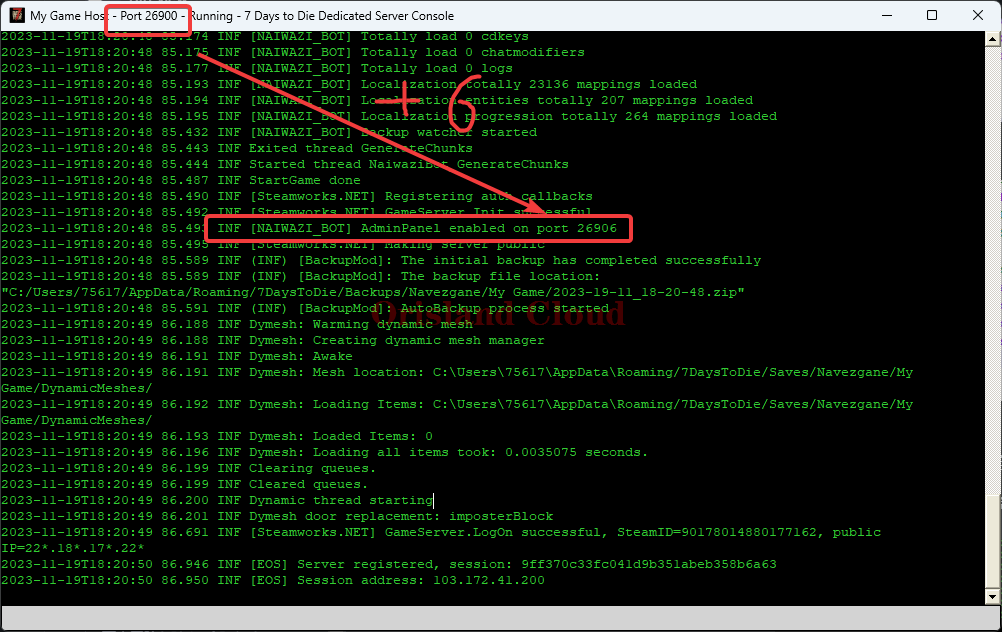 My Game Host - Port 26900 - Running - 7 Days to Die Dedicated Server Console
2023-11-19T18:20:48 85.174 INF [NAIWAZI_BOT] Totally load 0 cdkeys
2023-11-19T18:20:48 85.175 INF [NAIWAZI_BOT] Totally load 0 chatmodifiers
2023-11-19T18:20:48 85.177 INF [NAIWAZI_BOT] Totally load 0 logs
2023-11-19T18:20:48 85.193 INF [NAIWAZI_BOT] Localization totally 23136 mappings loaded
2023-11-19T18:20:48 85.194 INF [NAIWAZI_BOT] Localization entities totally 207 mappings loaded
2023-11-19T18:20:48 85.195 INF [NAIWAZI_BOT] Localization progression totally 264 mappings loaded
+6
2023-11-19T18:20:48 85.432 INF [NAIWAZI_BOT] Backup watcher started
2023-11-19T18:20:48 85.443 INF Exited thread GenerateChunks
2023-11-19T18:20:48 85.444 INF Started thread NaiwaziBot GenerateChunks
2023-11-19T18:20:48 85.487 INF StartGame done
2023-11-19T18:20:48 85.490 INF [Steamworks.NET] Registering auth callbacks
2023-11-19T18:20:48 85.492 INF [Steamworks.NET] GameServer.Init successful
2023-11-19T18:20:48 85.493 INF [NAIWAZI_BOT] AdminPanel enabled on port 26906
2023-11-19T18:20:48 85.495 INF [Steamworks.NET] Making server public
2023-11-19T18:20:48 85.589 INF (INF) [BackupMod]: The initial backup has completed successfully
2023-11-19T18:20:48 85.589 INF (INF) [BackupMod]: The backup file location:
"C:/Users/75617/AppData/Roaming/7DaysToDie/Backups/Navezgane/My Game/2023-19-11_18-20-48.zip"
2023-11-19T18:20:48 85.591 INF (INF) [BackupMod]: AutoBackup process started
Orisland Cloud
2023-11-19T18:20:49 86.188 INF Dymesh: Warming dynamic mesh
2023-11-19T18:20:49 86.188 INF Dymesh: Creating dynamic mesh manager
2023-11-19T18:20:49 86.191 INF Dymesh: Awake
2023-11-19T18:20:49 86.191 INF Dymesh: Mesh location: C:\Users\75617\AppData\Roaming/7DaysToDie/Saves/Navezgane/My
Game/DynamicMeshes/
2023-11-19T18:20:49 86.192 INF Dymesh: Loading Items: C:\Users\75617\AppData\Roaming/7DaysToDie/Saves/Navezgane/My
Game/DynamicMeshes/
2023-11-19T18:20:49 86.193 INF Dymesh: Loaded Items: 0
2023-11-19T18:20:49 86.196 INF Dymesh: Loading all items took: 0.0035075 seconds.
2023-11-19T18:20:49 86.199 INF Clearing queues.
2023-11-19T18:20:49 86.199 INF Cleared queues.
2023-11-19T18:20:49 86.200 INF Dynamic thread starting
2023-11-19T18:20:49 86.201 INF Dymesh door replacement: imposterBlock
2023-11-19T18:20:49 86.691 INF [Steamworks.NET] GameServer.LogOn successful, SteamID=90178014880177162, public
IP=22*.18*.17*.22*
2023-11-19T18:20:50 86.946 INF [EOS] Server registered, session: 9ff370c33fc041d9b351abeb358b6a63
2023-11-19T18:20:50 86.950 INF [EOS] Session address: 103.172.41.200